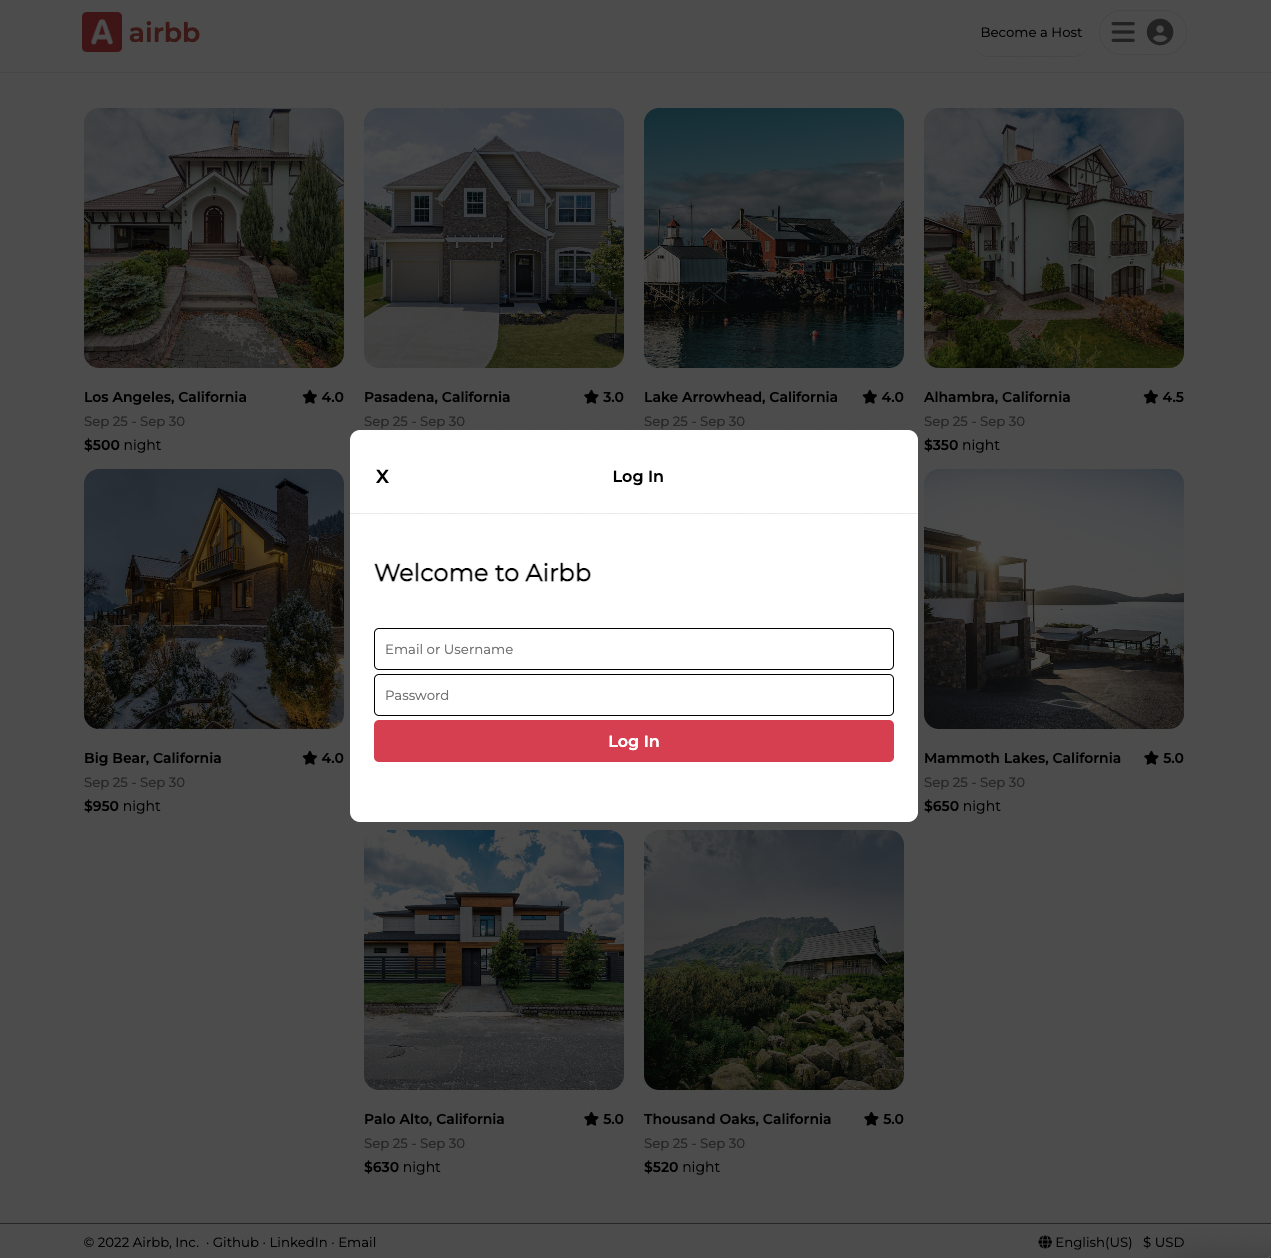 A airbb
Become a Host
Los Angeles, California 4.0
Sep 25 - Sep 30
$500 night
Pasadena, California 3.0
Sep 25 - Sep 30
Lake Arrowhead, California 4.0
Sep 25 - Sep 30
Alhambra, California 4.5
Sep 25 - Sep 30
$350 night
X Log In
Welcome to Airbb
Email or Username
Password
Log In
Big Bear, California 4.0
Sep 25 - Sep 30
$950 night
Mammoth Lakes, California 5.0
Sep 25 - Sep 30
$650 night
Palo Alto, California 5.0
Sep 25 - Sep 30
$630 night
Thousand Oaks, California 5.0
Sep 25 - Sep 30
$520 night
© 2022 Airbb, Inc. · Github · LinkedIn · Email
English(US) $ USD